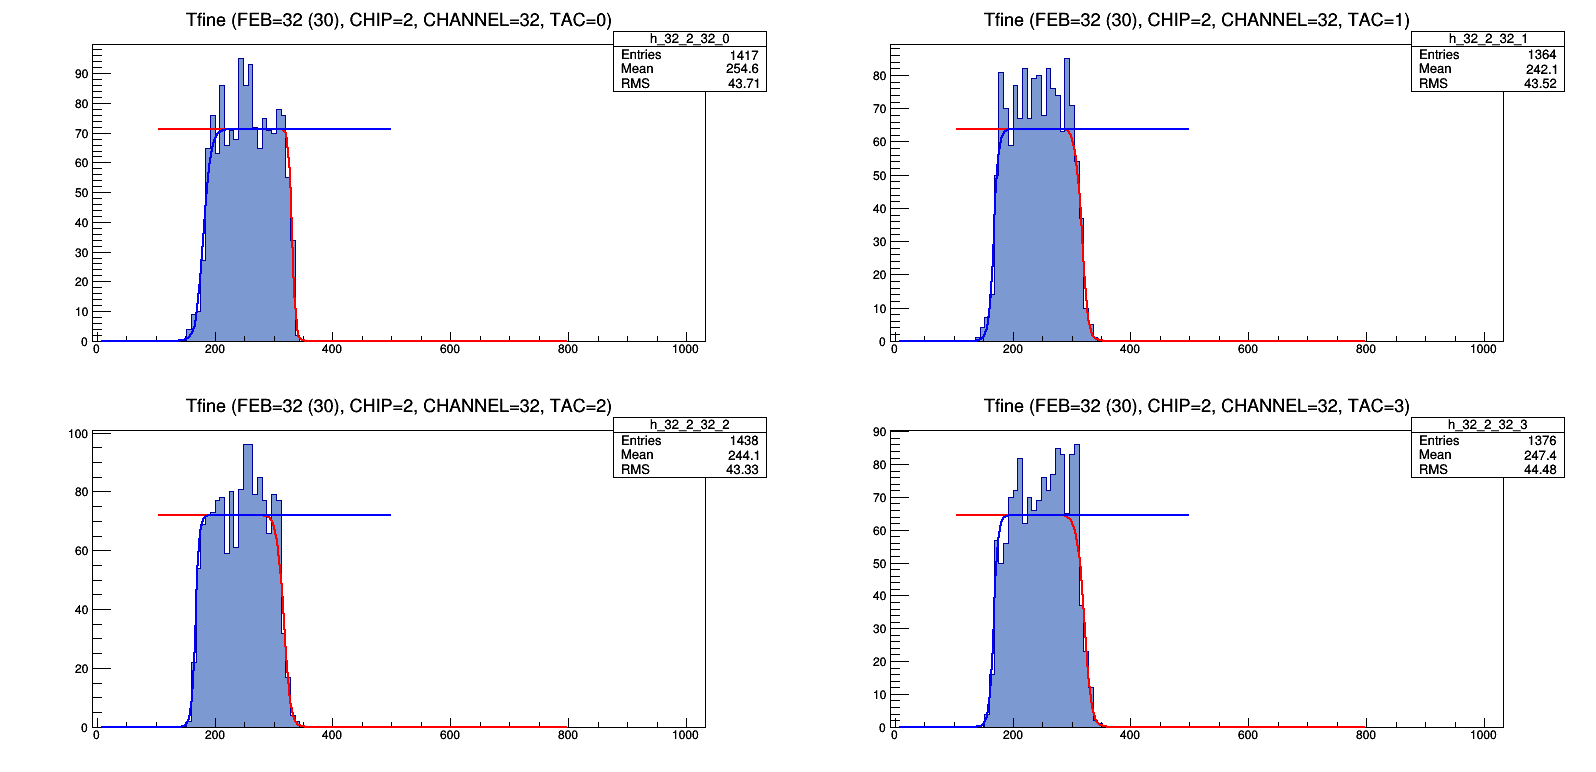 Tfine (FEB=32 (30), CHIP=2, CHANNEL=32, TAC=0)
h_32_2_32_0
Entries 1417
Mean 254.6
RMS 43.71
90
80
70
60
50
40
30
20
10
0
0 200 400 600 800 1000
Tfine (FEB=32 (30), CHIP=2, CHANNEL=32, TAC=1)
h_32_2_32_1
Entries 1364
Mean 242.1
RMS 43.52
80
70
60
50
40
30
20
10
0
0 200 400 600 800 1000
Tfine (FEB=32 (30), CHIP=2, CHANNEL=32, TAC=2)
h_32_2_32_2
Entries 1438
Mean 244.1
RMS 43.33
100
80
60
40
20
0
0 200 400 600 800 1000
Tfine (FEB=32 (30), CHIP=2, CHANNEL=32, TAC=3)
h_32_2_32_3
Entries 1376
Mean 247.4
RMS 44.48
90
80
70
60
50
40
30
20
10
0
0 200 400 600 800 1000